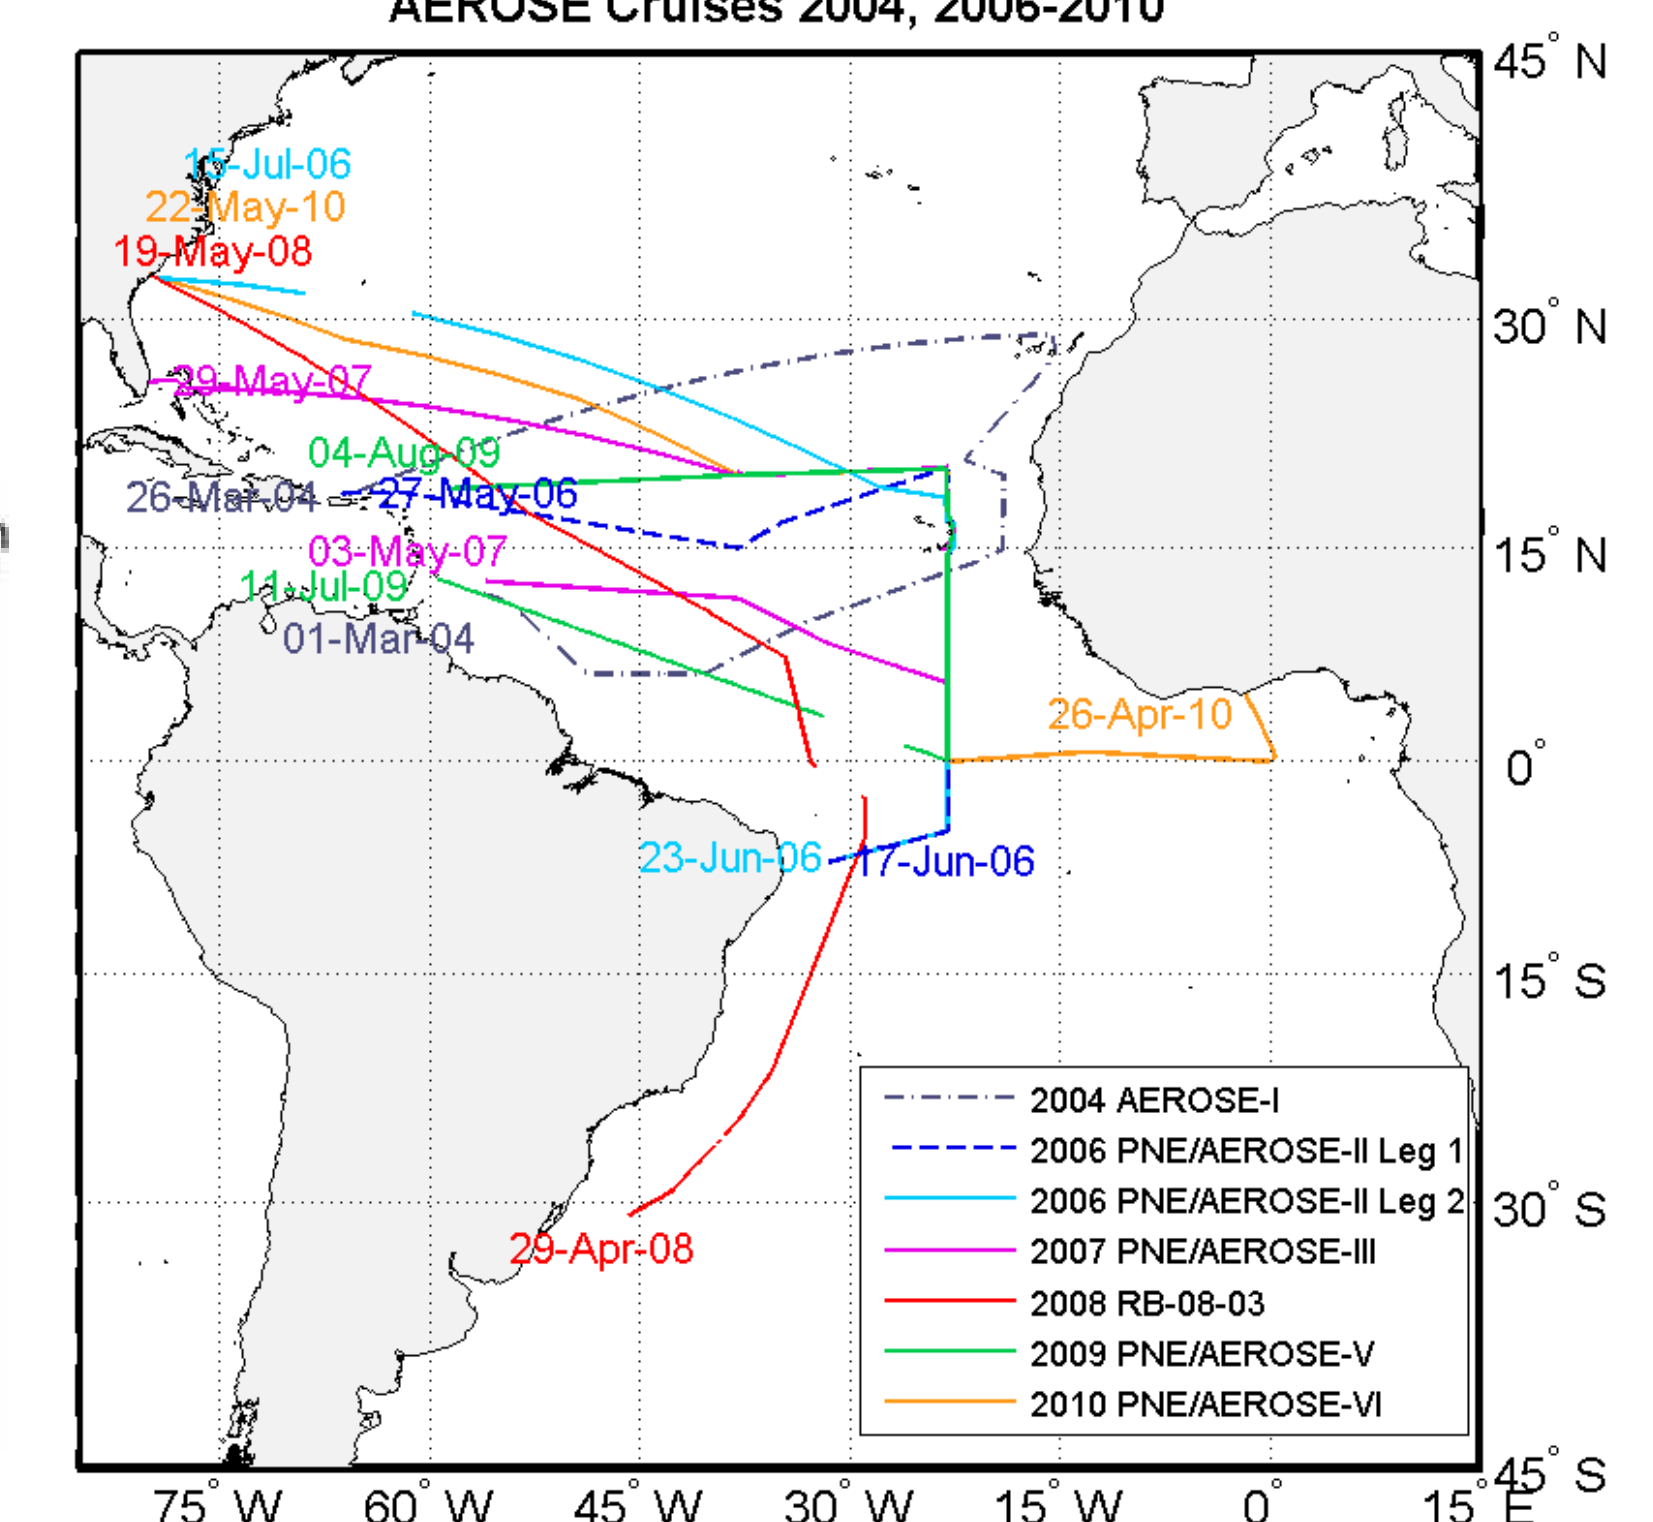 AEROSE Cruises 2004, 2006-2010
45° N
15-Jul-06
22-May-10
19-May-08
30° N
29-May-07
04-Aug-09
26-Mar-04
27-May-06
15° N
03-May-07
11-Jul-09
01-Mar-04
26-Apr-10
0°
23-Jun-06
17-Jun-06
15° S
2004 AEROSE-I
2006 PNE/AEROSE-II Leg 1
2006 PNE/AEROSE-II Leg 2
30° S
29-Apr-08
2007 PNE/AEROSE-III
2008 RB-08-03
2009 PNE/AEROSE-V
2010 PNE/AEROSE-VI
45° S
75° W 60° W 45° W 30° W 15° W 0° 15° E